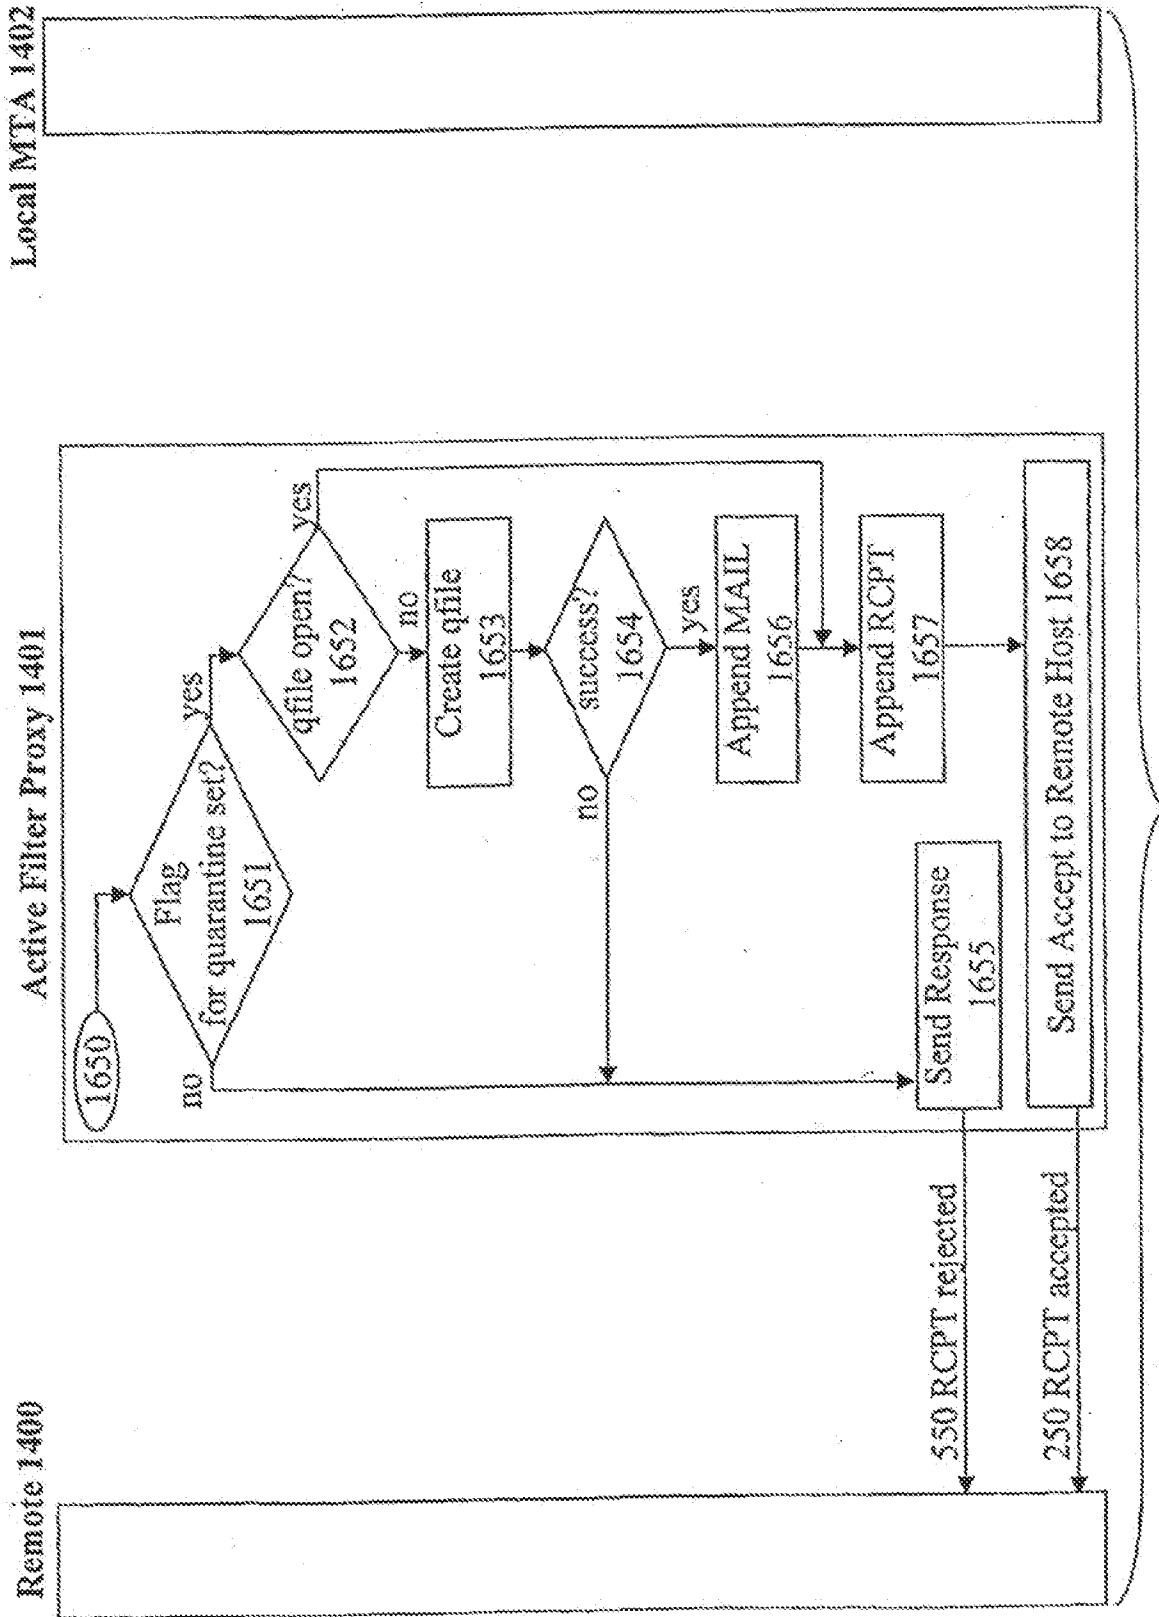 Remote 1400
Active Filter Proxy 1401
Local MTA 1402
1650
Flag
for quarantine set?
1651
yes
no
qfile open?
1652
yes
no
Create qfile
1653
success?
1654
no
yes
Append MAIL
1656
Append RCPT
1657
Send Response
1655
Send Accept to Remote Host 1658
550 RCPT rejected
250 RCPT accepted